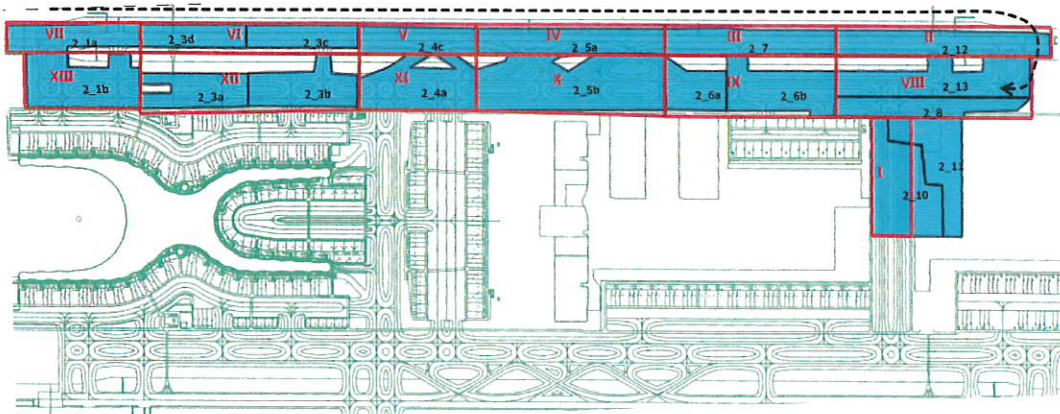 VII VI V IV III II
2_1a 2_3d 2_3c 2_4c 2_5a 2_7 2_12
XIII XII XI X IX VIII
2_1b 2_3a 2_3b 2_4a 2_5b 2_6a 2_6b 2_13
2_8
I 2_10 2_11